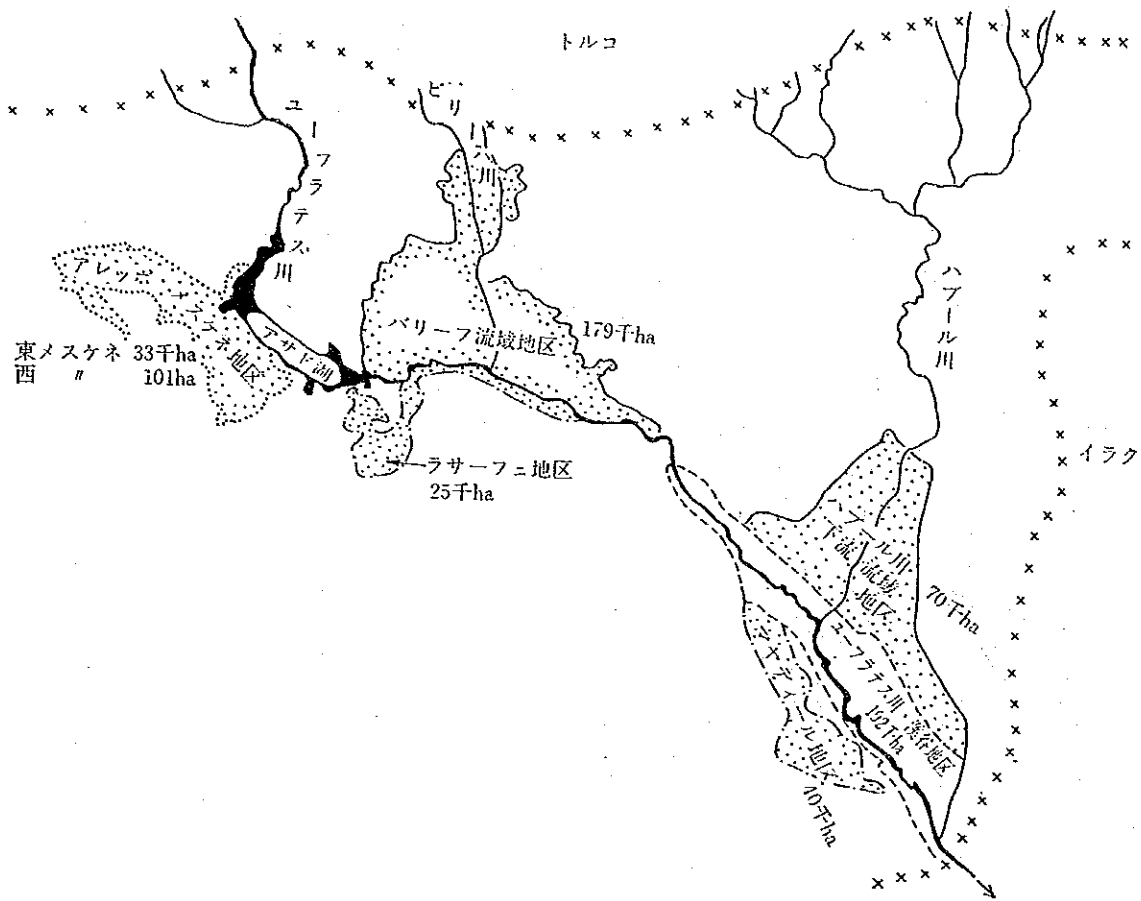 トルコ
ユーフラテス川
ビリーハ川
ハブール川
アレッポ
メスケネ地区
アサド湖
バリーフ流域地区
179千ha
東メスケネ 33千ha
西 〃 101ha
ラサーフェ地区
25千ha
イラク
ハブール川
下流流域
地区
70千ha
ユーフラテス川・渓谷地区
192千ha
地区
40千ha